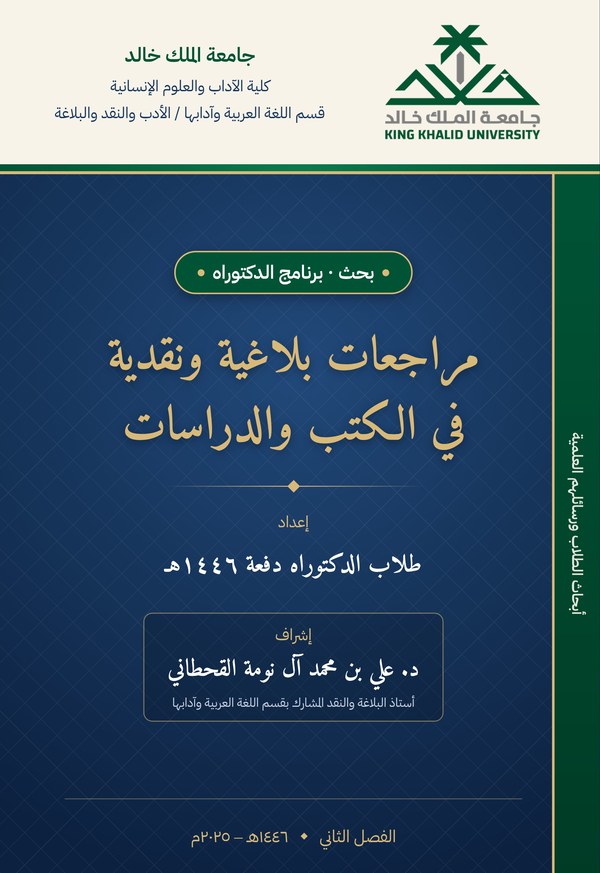 جامعة الملك خالد
كلية الآداب والعلوم الإنسانية
قسم اللغة العربية وآدابها / الأدب والنقد والبلاغة
جامعة الملك خالد
KING KHALID UNIVERSITY
بحث · برنامج الدكتوراه
مراجعات بلاغية ونقدية
في الكتب والدراسات
إعداد
طلاب الدكتوراه دفعة ١٤٤٦هـ
إشراف
د. علي بن محمد آل نومة القحطاني
أستاذ البلاغة والنقد المشارك بقسم اللغة العربية وآدابها
أبحاث الطلاب ورسائلهم العلمية
الفصل الثاني ◆ ١٤٤٦هـ – ٢٠٢٥م